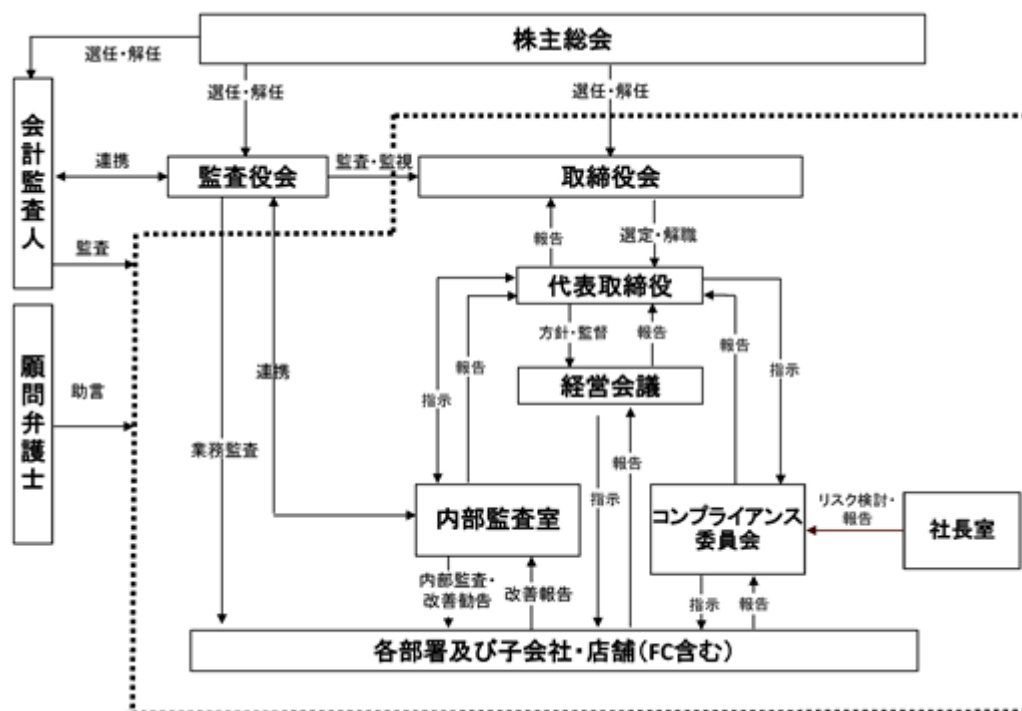 株主総会
選任・解任
選任・解任
選任・解任
会計監査人
連携
監査役会
監査・監視
取締役会
監査
報告
選定・解職
代表取締役
方針・監督
報告
顧問弁護士
助言
連携
報告
指示
経営会議
報告
指示
業務監査
報告
指示
内部監査室
コンプライアンス
委員会
リスク検討・
報告
社長室
内部監査・
改善勧告
改善報告
指示
報告
各部署及び子会社・店舗(FC含む)